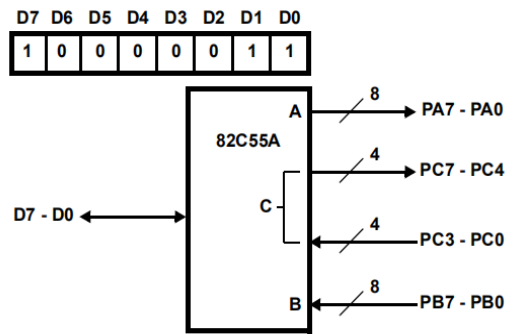 D7 D6 D5 D4 D3 D2 D1 D0
1 0 0 0 0 0 1 1
A 8 PA7 - PA0
82C55A
4 PC7 - PC4
C
D7 - D0
4 PC3 - PC0
B 8 PB7 - PB0